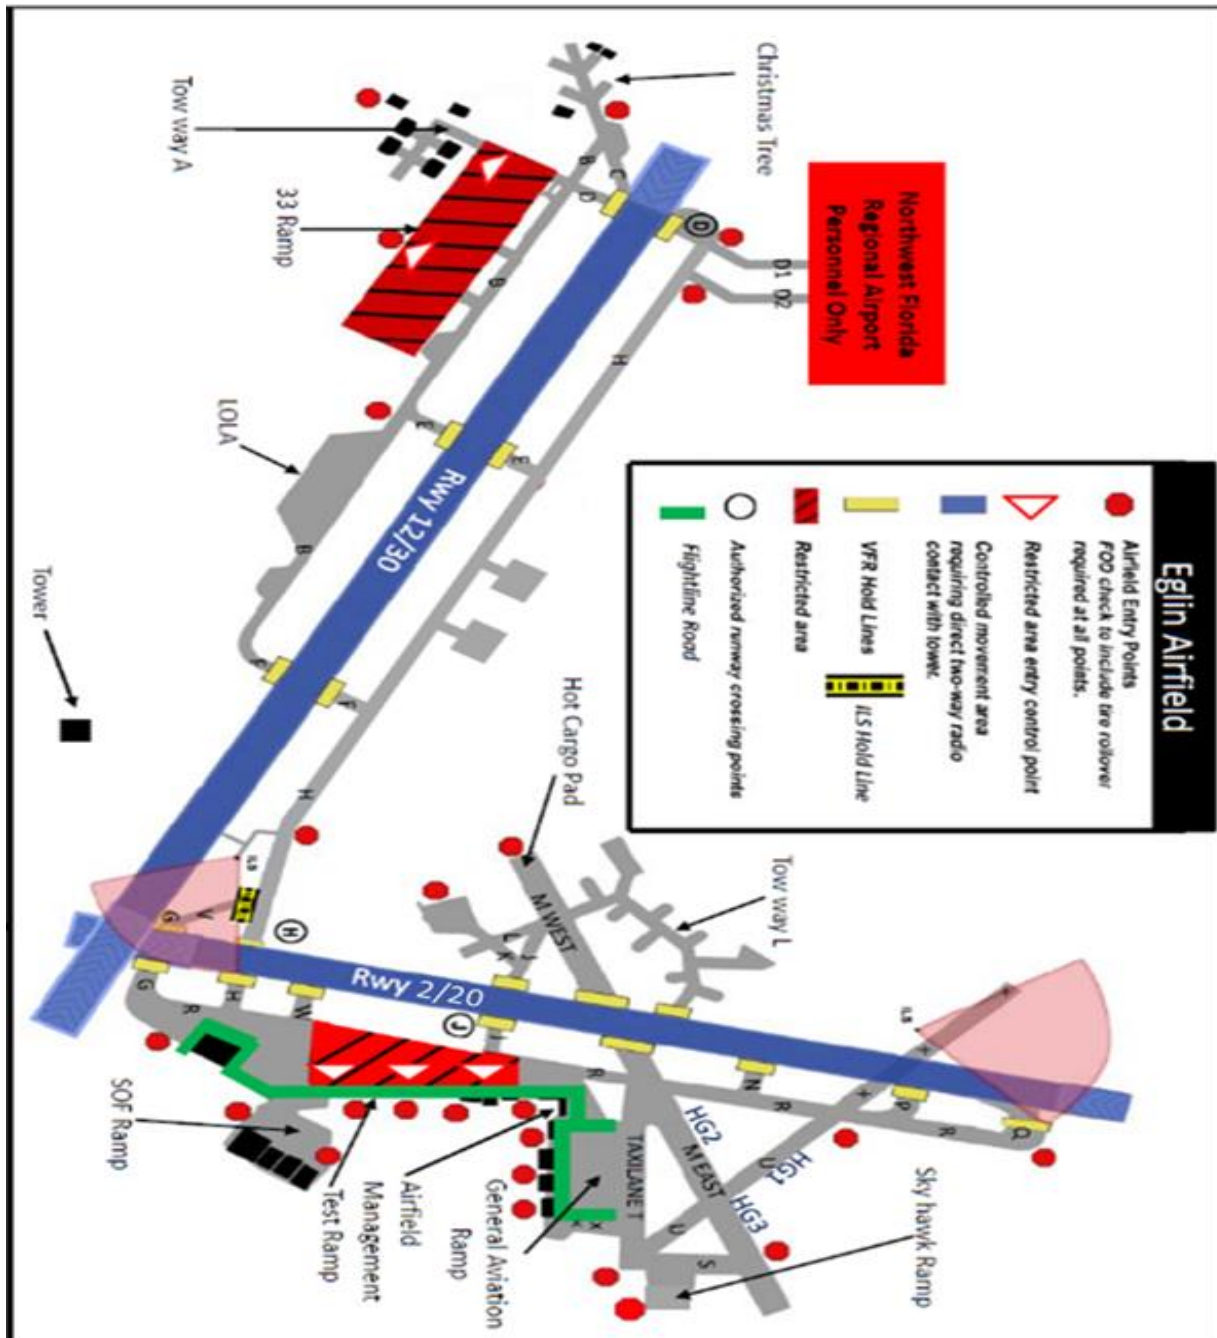 Eglin Airfield
Airfield Entry Points
FOD check to include tire rollover
required at all points.
Restricted area entry control point
Controlled movement area
requiring direct two-way radio
contact with tower.
VFR Hold Lines
ILS Hold Line
Restricted area
Authorized runway crossing points
Flightline Road
Northwest Florida
Regional Airport
Personnel Only
Christmas Tree
Tow way A
33 Ramp
LOLA
Tower
Rwy 12/30
D1
D2
D
B
C
D
B
H
E
E
B
F
F
H
ILS
V
G
H
G
H
W
R
Rwy 2/20
J
J
Hot Cargo Pad
M WEST
L
K
J
Tow way L
ILS
R
N
R
P
R
Q
HG2
M EAST
HG1
HG3
U
U
S
TAXILANE T
X
X
Sky hawk Ramp
General Aviation
Ramp
Airfield
Management
Test Ramp
SOF Ramp